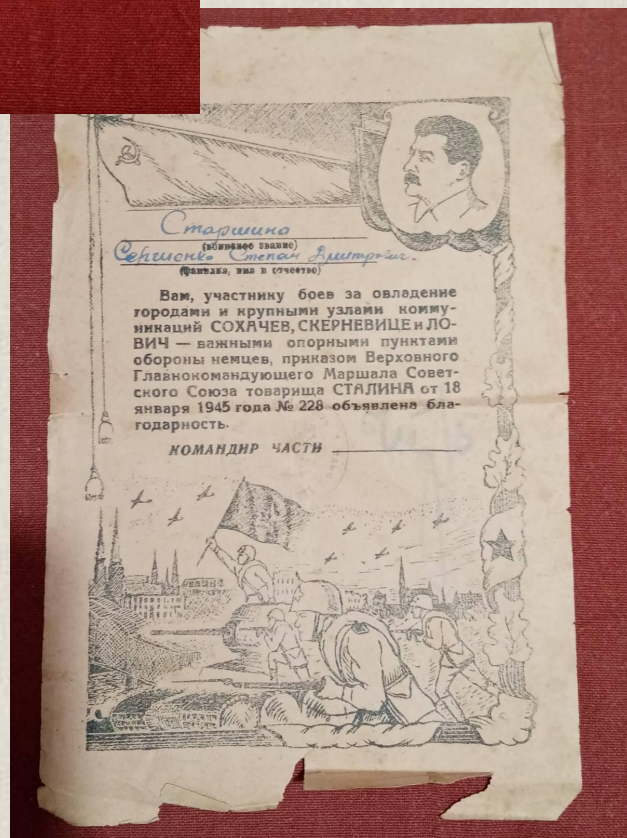 Старшина
(воинское звание)
Сергиенко Степан Дмитрович.
(фамилия, имя и отчество)
Вам, участнику боев за овладение
городами и крупными узлами комму-
никаций СОХАЧЕВ, СКЕРНЕВИЦЕ и ЛО-
ВИЧ — важными опорными пунктами
обороны немцев, приказом Верховного
Главнокомандующего Маршала Совет-
ского Союза товарища СТАЛИНА от 18
января 1945 года № 228 объявлена бла-
годарность.
КОМАНДИР ЧАСТИ